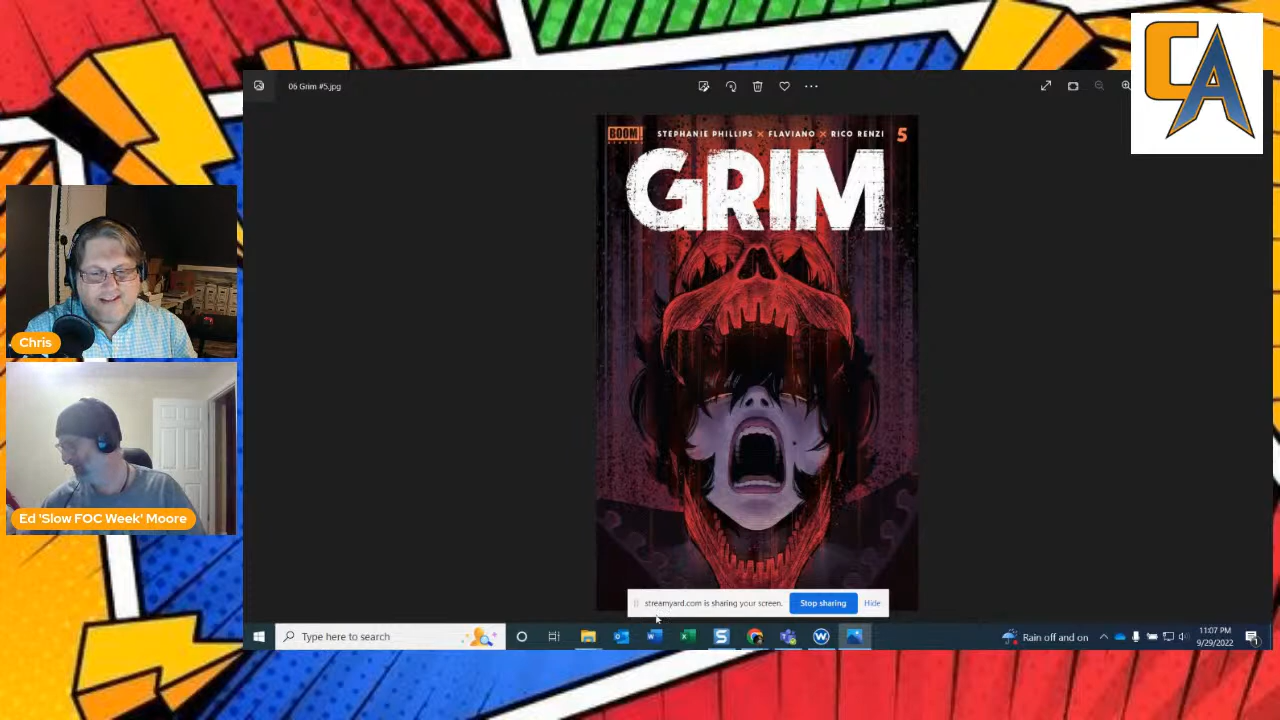 CA
06 Grim #5.jpg
BOOM!
STUDIOS
STEPHANIE PHILLIPS × FLAVIANO × RICO RENZI
5
GRIM
Chris
Ed 'Slow FOC Week' Moore
streamyard.com is sharing your screen.
Stop sharing
Hide
Type here to search
Rain off and on
11:07 PM
9/29/2022